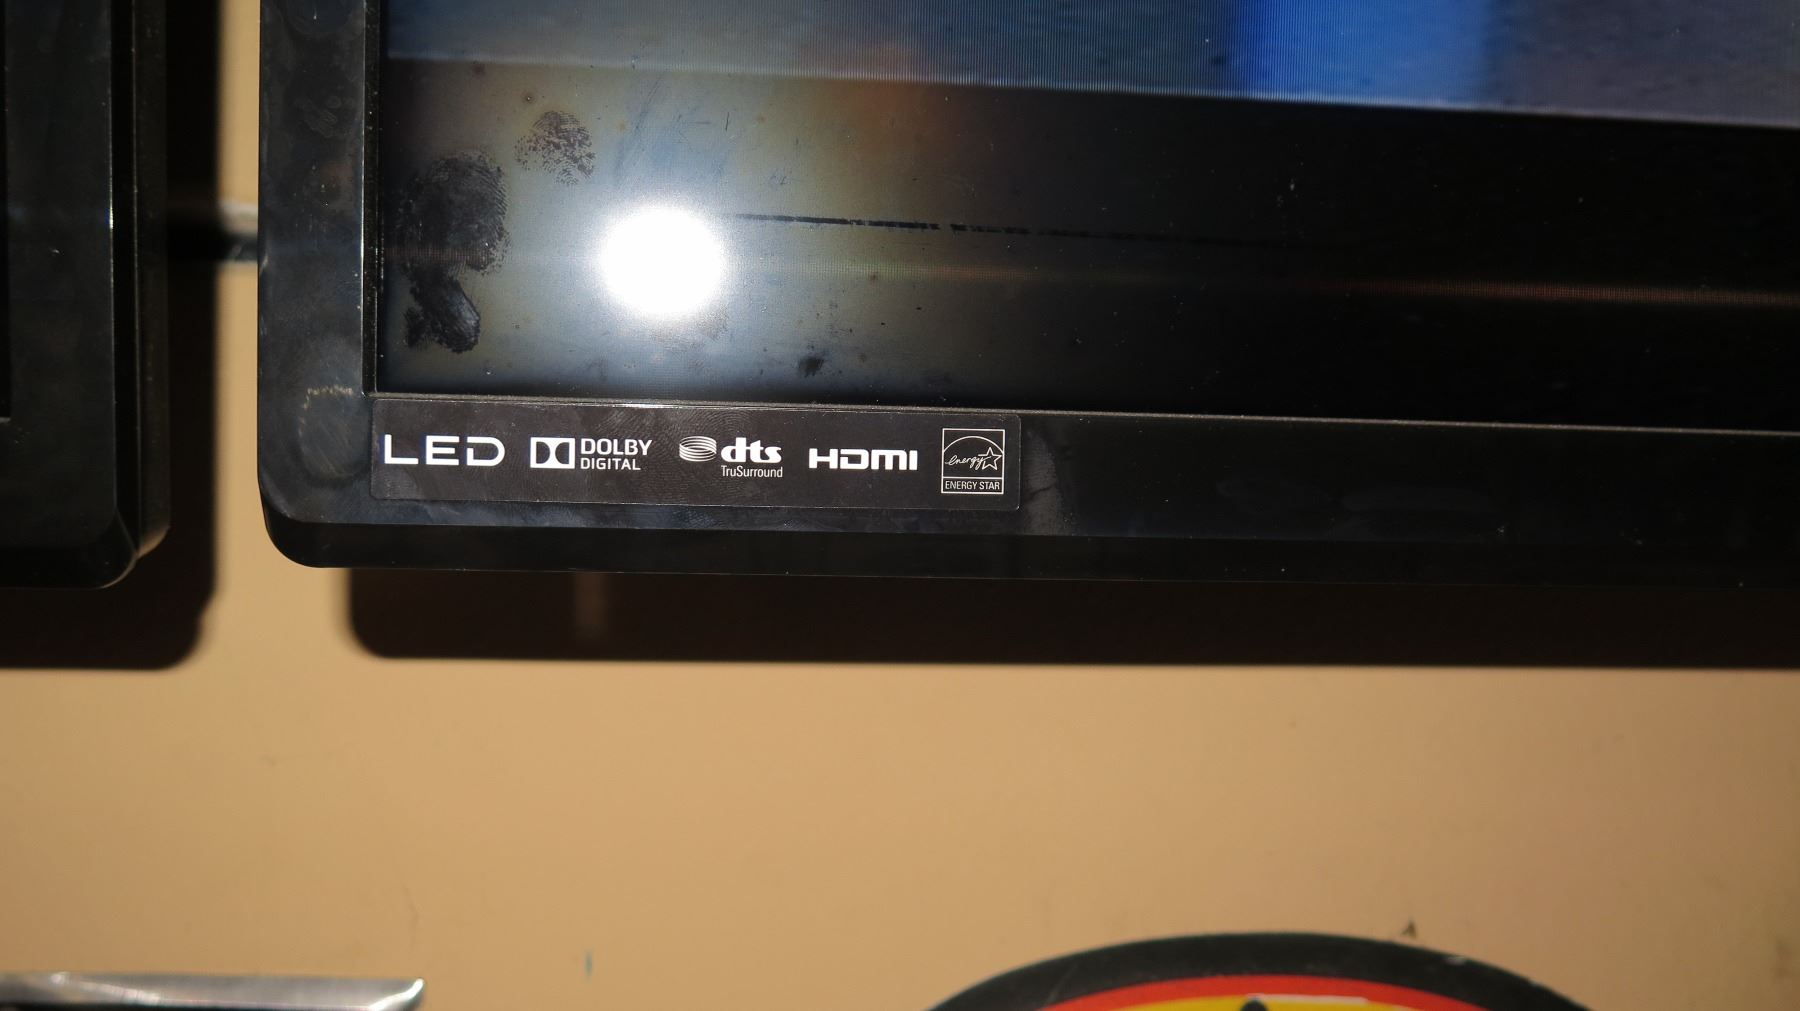 LED DOLBY DIGITAL dts TruSurround HDMI energy ENERGY STAR